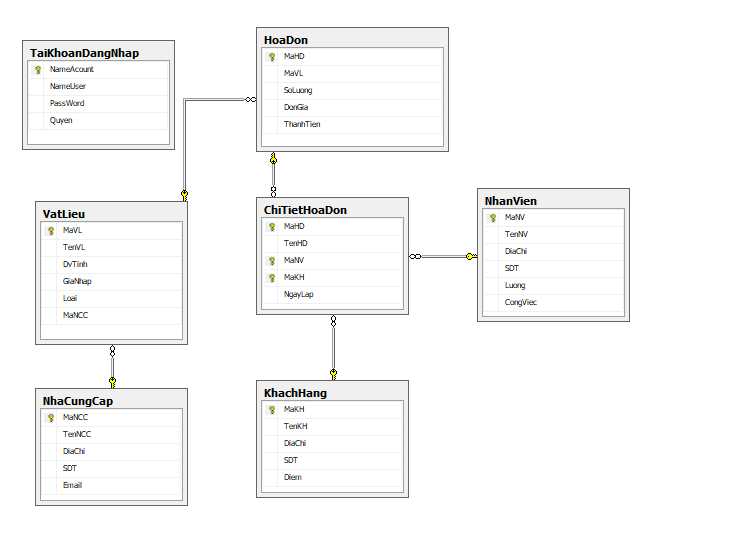 TaiKhoanDangNhap
NameAcount
NameUser
PassWord
Quyen
HoaDon
MaHD
MaVL
SoLuong
DonGia
ThanhTien
VatLieu
MaVL
TenVL
DvTinh
GiaNhap
Loai
MaNCC
ChiTietHoaDon
MaHD
TenHD
MaNV
MaKH
NgayLap
NhanVien
MaNV
TenNV
DiaChi
SDT
Luong
CongViec
NhaCungCap
MaNCC
TenNCC
DiaChi
SDT
Email
KhachHang
MaKH
TenKH
DiaChi
SDT
Diem